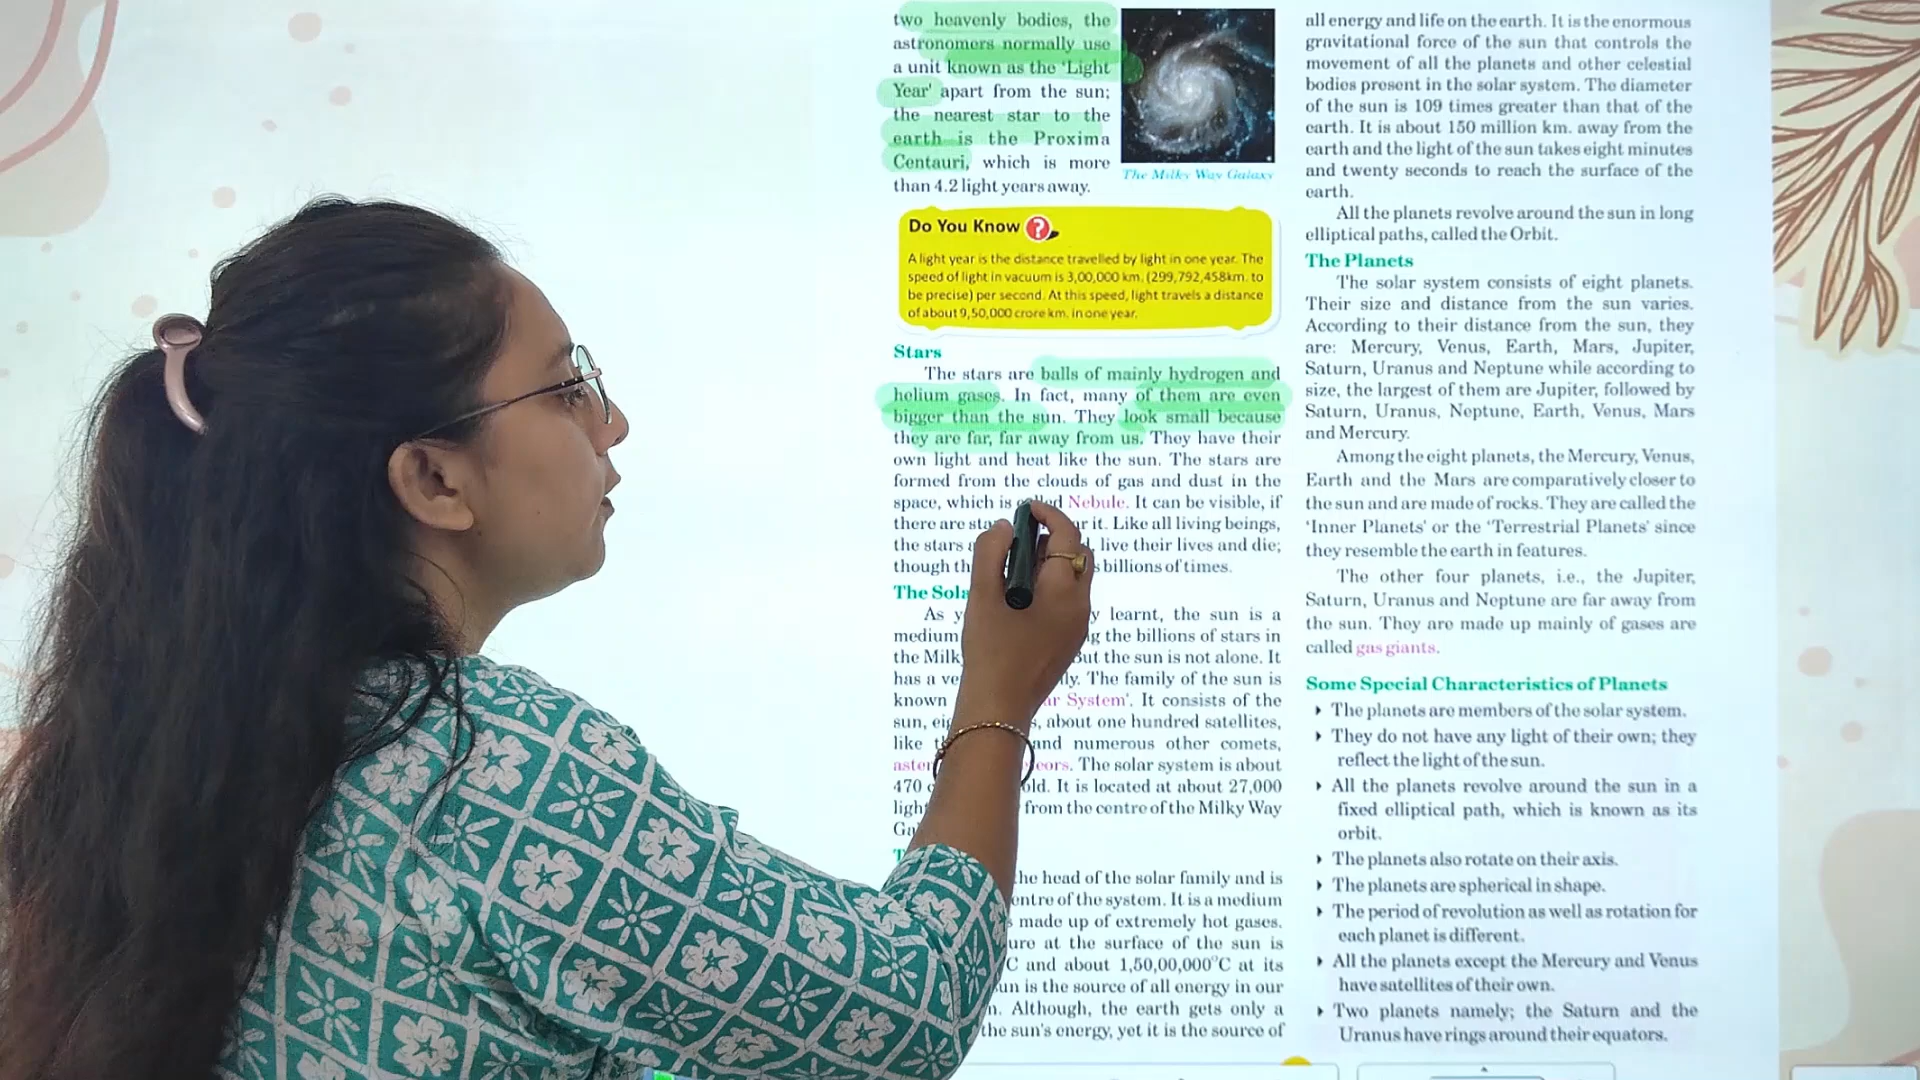 two heavenly bodies, the
astronomers normally use
a unit known as the 'Light
Year' apart from the sun;
the nearest star to the
earth is the Proxima
Centauri, which is more
than 4.2 light years away.
The Milky Way Galaxy
Do You Know ?
A light year is the distance travelled by light in one year. The
speed of light in vacuum is 3,00,000 km. (299,792,458km. to
be precise) per second. At this speed, light travels a distance
of about 9,50,000 crore km. in one year.
Stars
The stars are balls of mainly hydrogen and
helium gases. In fact, many of them are even
bigger than the sun. They look small because
they are far, far away from us. They have their
own light and heat like the sun. The stars are
formed from the clouds of gas and dust in the
space, which is called Nebule. It can be visible, if
there are it. Like all living beings,
the stars live their lives and die;
though billions of times.
The
As learnt, the sun is a
medium the billions of stars in
the But the sun is not alone. It
has a The family of the sun is
known System'. It consists of the
sun, about one hundred satellites,
like and numerous other comets,
The solar system is about
470 old. It is located at about 27,000
from the centre of the Milky Way
the head of the solar family and is
of the system. It is a medium
made up of extremely hot gases.
at the surface of the sun is
C and about 1,50,00,000°C at its
is the source of all energy in our
Although, the earth gets only a
the sun's energy, yet it is the source of
all energy and life on the earth. It is the enormous
gravitational force of the sun that controls the
movement of all the planets and other celestial
bodies present in the solar system. The diameter
of the sun is 109 times greater than that of the
earth. It is about 150 million km. away from the
earth and the light of the sun takes eight minutes
and twenty seconds to reach the surface of the
earth.
All the planets revolve around the sun in long
elliptical paths, called the Orbit.
The Planets
The solar system consists of eight planets.
Their size and distance from the sun varies.
According to their distance from the sun, they
are: Mercury, Venus, Earth, Mars, Jupiter,
Saturn, Uranus and Neptune while according to
size, the largest of them are Jupiter, followed by
Saturn, Uranus, Neptune, Earth, Venus, Mars
and Mercury.
Among the eight planets, the Mercury, Venus,
Earth and the Mars are comparatively closer to
the sun and are made of rocks. They are called the
'Inner Planets' or the 'Terrestrial Planets' since
they resemble the earth in features.
The other four planets, i.e., the Jupiter,
Saturn, Uranus and Neptune are far away from
the sun. They are made up mainly of gases are
called gas giants.
Some Special Characteristics of Planets
The planets are members of the solar system.
They do not have any light of their own; they
reflect the light of the sun.
All the planets revolve around the sun in a
fixed elliptical path, which is known as its
orbit.
The planets also rotate on their axis.
The planets are spherical in shape.
The period of revolution as well as rotation for
each planet is different.
All the planets except the Mercury and Venus
have satellites of their own.
Two planets namely; the Saturn and the
Uranus have rings around their equators.